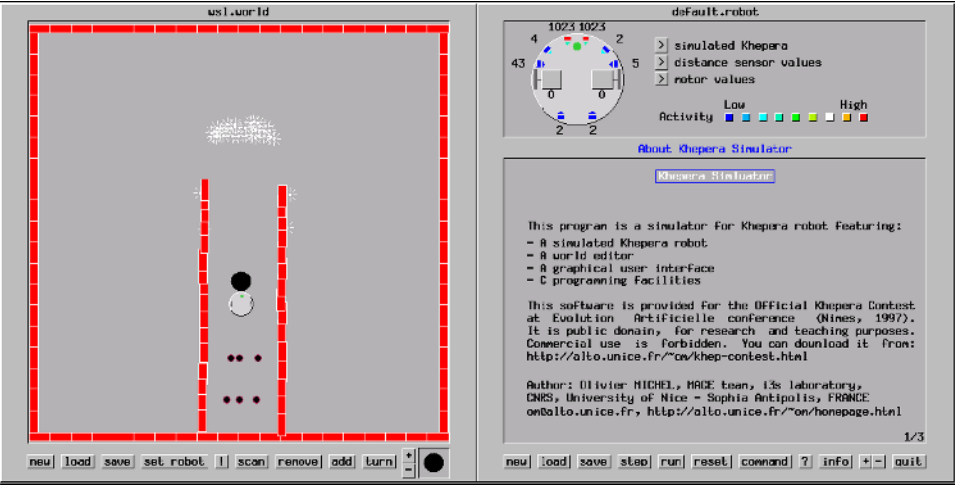 wsl.world
new load save set robot ! scan remove add turn + -
default.robot
1023 1023
4 2
43 5
0 0
2 2
> simulated Khepera
> distance sensor values
> motor values
Low High
Activity
About Khepera Simulator
Khepera Simluator
This program is a simulator for Khepera robot featuring:
- A simulated Khepera robot
- A world editor
- A graphical user interface
- C programming facilities
This software is provided for the Official Khepera Contest
at Evolution Artificielle conference (Nimes, 1997).
It is public domain, for research and teaching purposes.
Commercial use is forbidden. You can download it from:
http://alto.unice.fr/~om/khep-contest.html
Author: Olivier MICHEL, MAGE team, i3s laboratory,
CNRS, University of Nice - Sophia Antipolis, FRANCE
om@alto.unice.fr, http://alto.unice.fr/~om/homepage.html
1/3
new load save step run reset command ? info + - quit